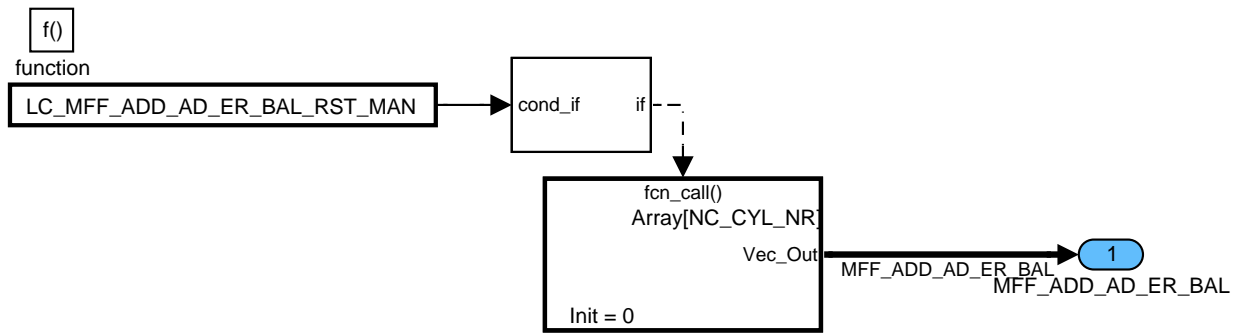 f()
function
LC_MFF_ADD_AD_ER_BAL_RST_MAN
cond_if
if
fcn_call()
Array[NC_CYL_NR]
Vec_Out
Init = 0
MFF_ADD_AD_ER_BAL
1
MFF_ADD_AD_ER_BAL